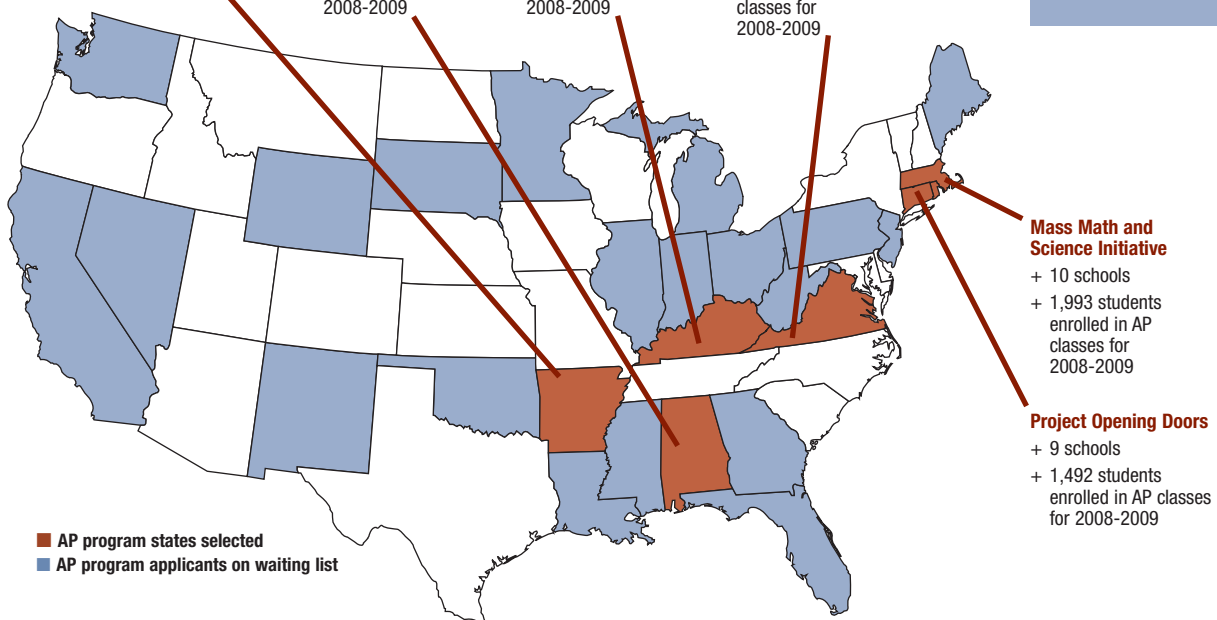 2008-2009
2008-2009
classes for
2008-2009
Mass Math and
Science Initiative
+ 10 schools
+ 1,993 students
enrolled in AP
classes for
2008-2009
Project Opening Doors
+ 9 schools
+ 1,492 students
enrolled in AP classes
for 2008-2009
AP program states selected
AP program applicants on waiting list